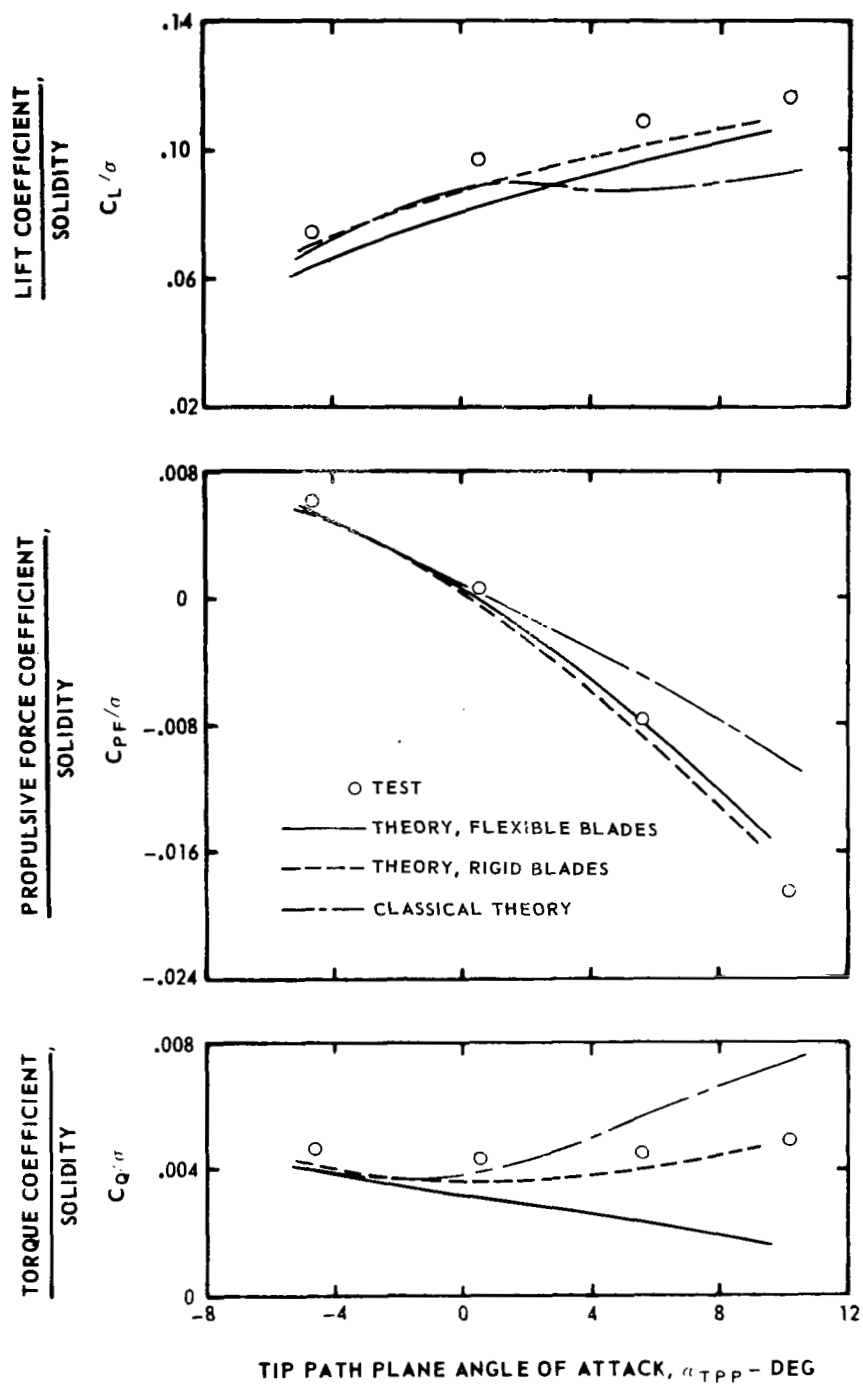 LIFT COEFFICIENT,
SOLIDITY
C_L/σ
.14
.10
.06
.02
PROPULSIVE FORCE COEFFICIENT,
SOLIDITY
C_PF/σ
.008
0
-.008
-.016
-.024
TEST
THEORY, FLEXIBLE BLADES
THEORY, RIGID BLADES
CLASSICAL THEORY
TORQUE COEFFICIENT,
SOLIDITY
C_Q/σ
.008
.004
0
-8
-4
0
4
8
12
TIP PATH PLANE ANGLE OF ATTACK, α_TPP – DEG